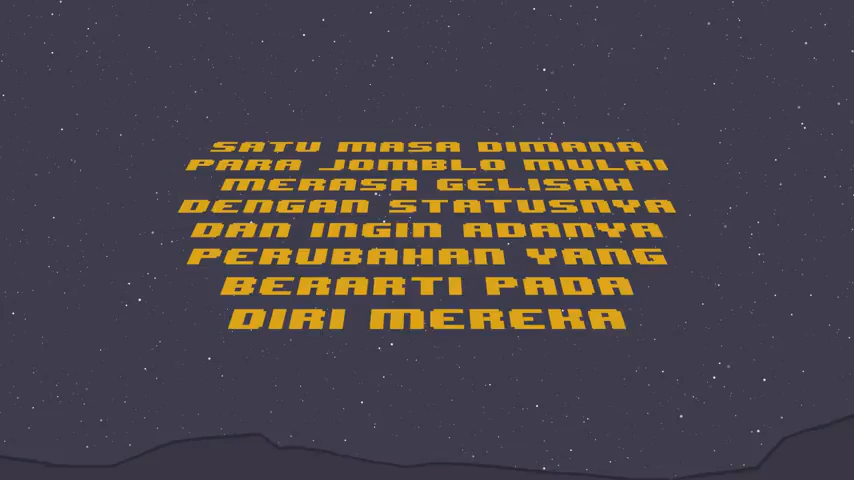 SATU MASA DIMANA
PARA JOMBLO MULAI
MERASA GELISAH
DENGAN STATUSNYA
DAN INGIN ADANYA
PERUBAHAN YANG
BERARTI PADA
DIRI MEREKA